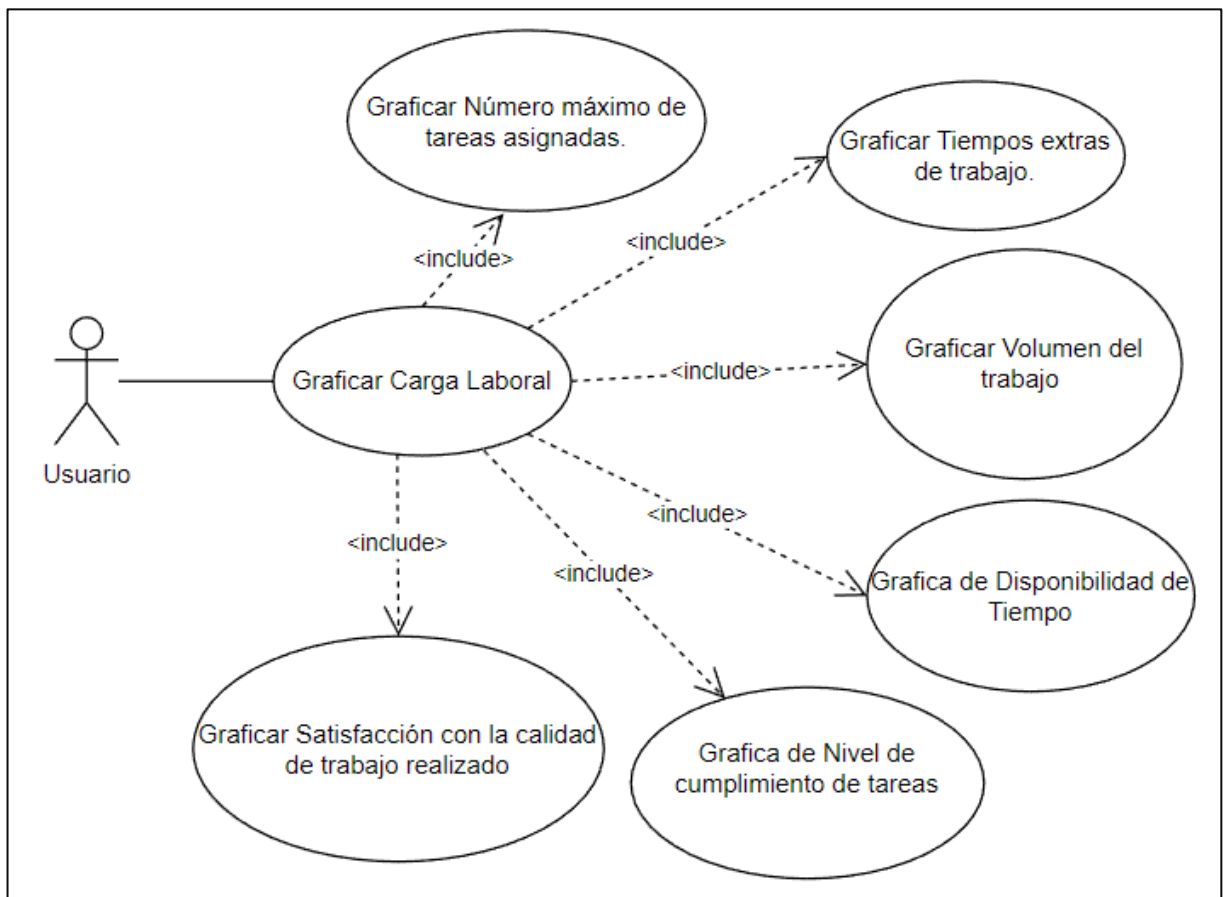 Graficar Número máximo de
tareas asignadas.
Graficar Tiempos extras
de trabajo.
<include>
<include>
Graficar Volumen del
trabajo
<include>
Graficar Carga Laboral
Usuario
<include>
<include>
<include>
Grafica de Disponibilidad de
Tiempo
Graficar Satisfacción con la calidad
de trabajo realizado
Grafica de Nivel de
cumplimiento de tareas